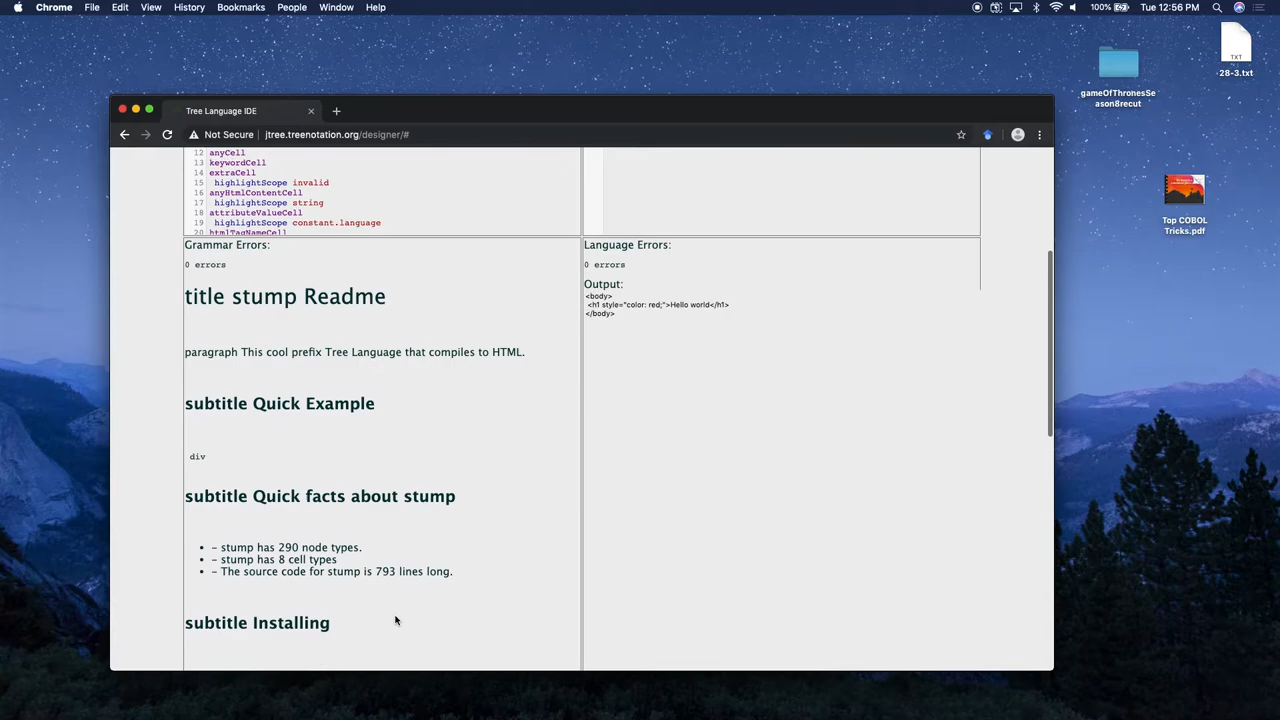 Chrome File Edit View History Bookmarks People Window Help 100% Tue 12:56 PM
TXT
28-3.txt
gameOfThronesSe
ason8recut
Top COBOL
Tricks.pdf
Tree Language IDE
Not Secure jtree.treenotation.org/designer/#
12 anyCell
13 keywordCell
14 extraCell
15 highlightScope invalid
16 anyHtmlContentCell
17 highlightScope string
18 attributeValueCell
19 highlightScope constant.language
20 htmlTagNameCell
Grammar Errors:
0 errors
title stump Readme
paragraph This cool prefix Tree Language that compiles to HTML.
subtitle Quick Example
div
subtitle Quick facts about stump
• - stump has 290 node types.
• - stump has 8 cell types
• - The source code for stump is 793 lines long.
subtitle Installing
Language Errors:
0 errors
Output:
<body>
<h1 style="color: red;">Hello world</h1>
</body>